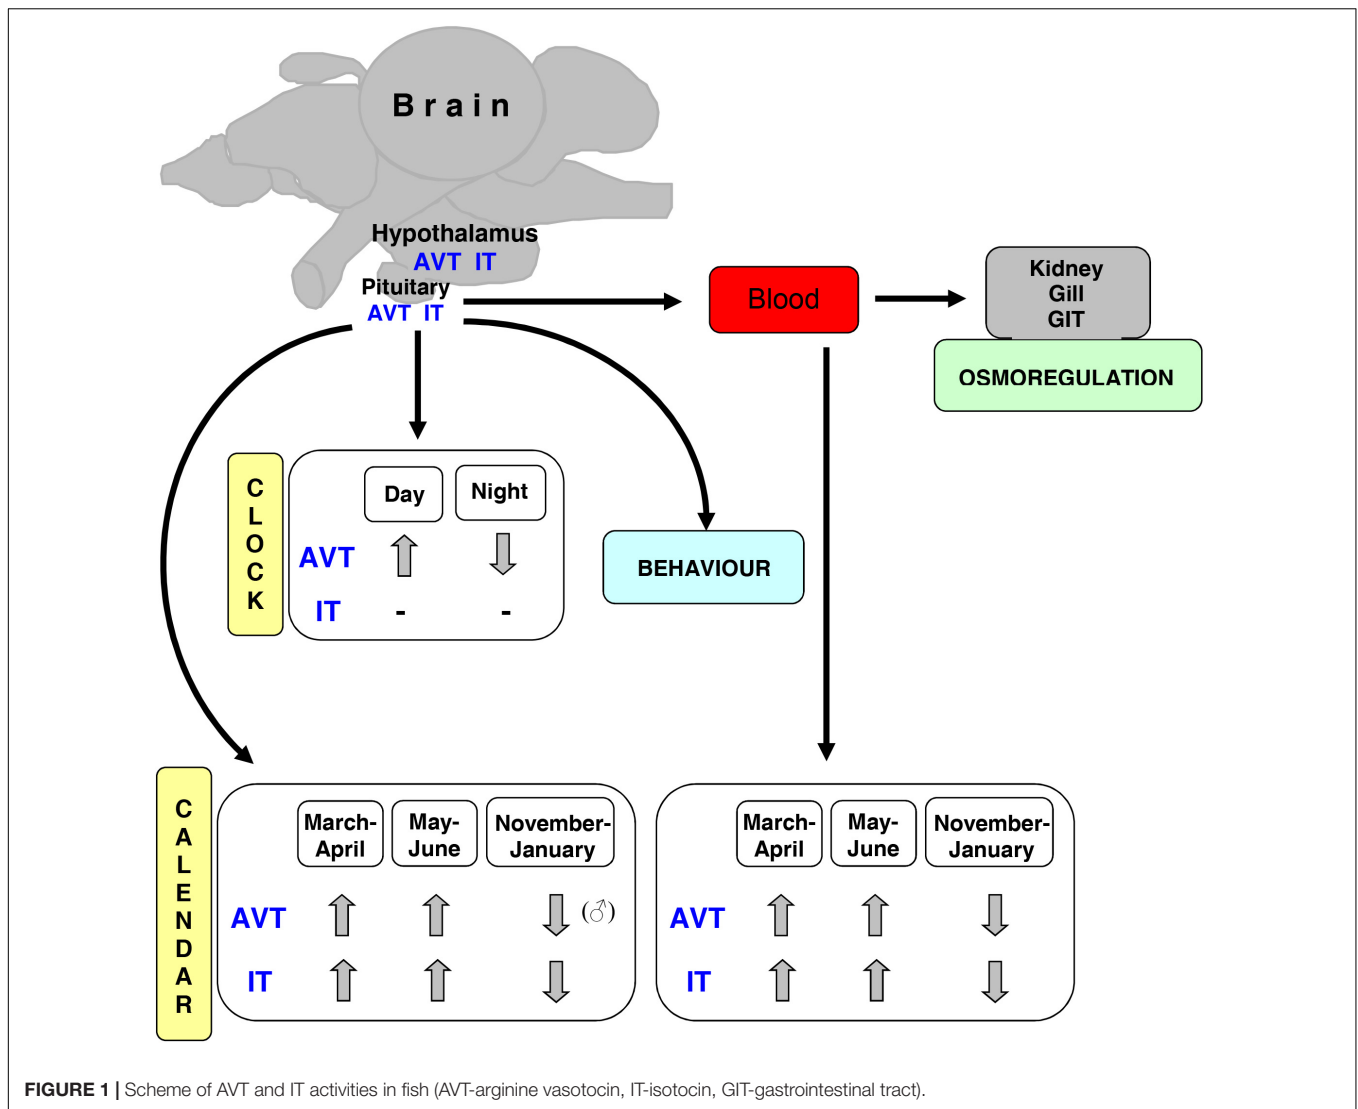 B r a i n
Hypothalamus
AVT IT
Pituitary
AVT IT
Blood
Kidney
Gill
GIT
OSMOREGULATION
C
L
O
C
K
Day
Night
AVT
IT
-
-
BEHAVIOUR
C
A
L
E
N
D
A
R
March-
April
May-
June
November-
January
AVT
(♂)
IT
March-
April
May-
June
November-
January
AVT
IT
FIGURE 1 | Scheme of AVT and IT activities in fish (AVT-arginine vasotocin, IT-isotocin, GIT-gastrointestinal tract).